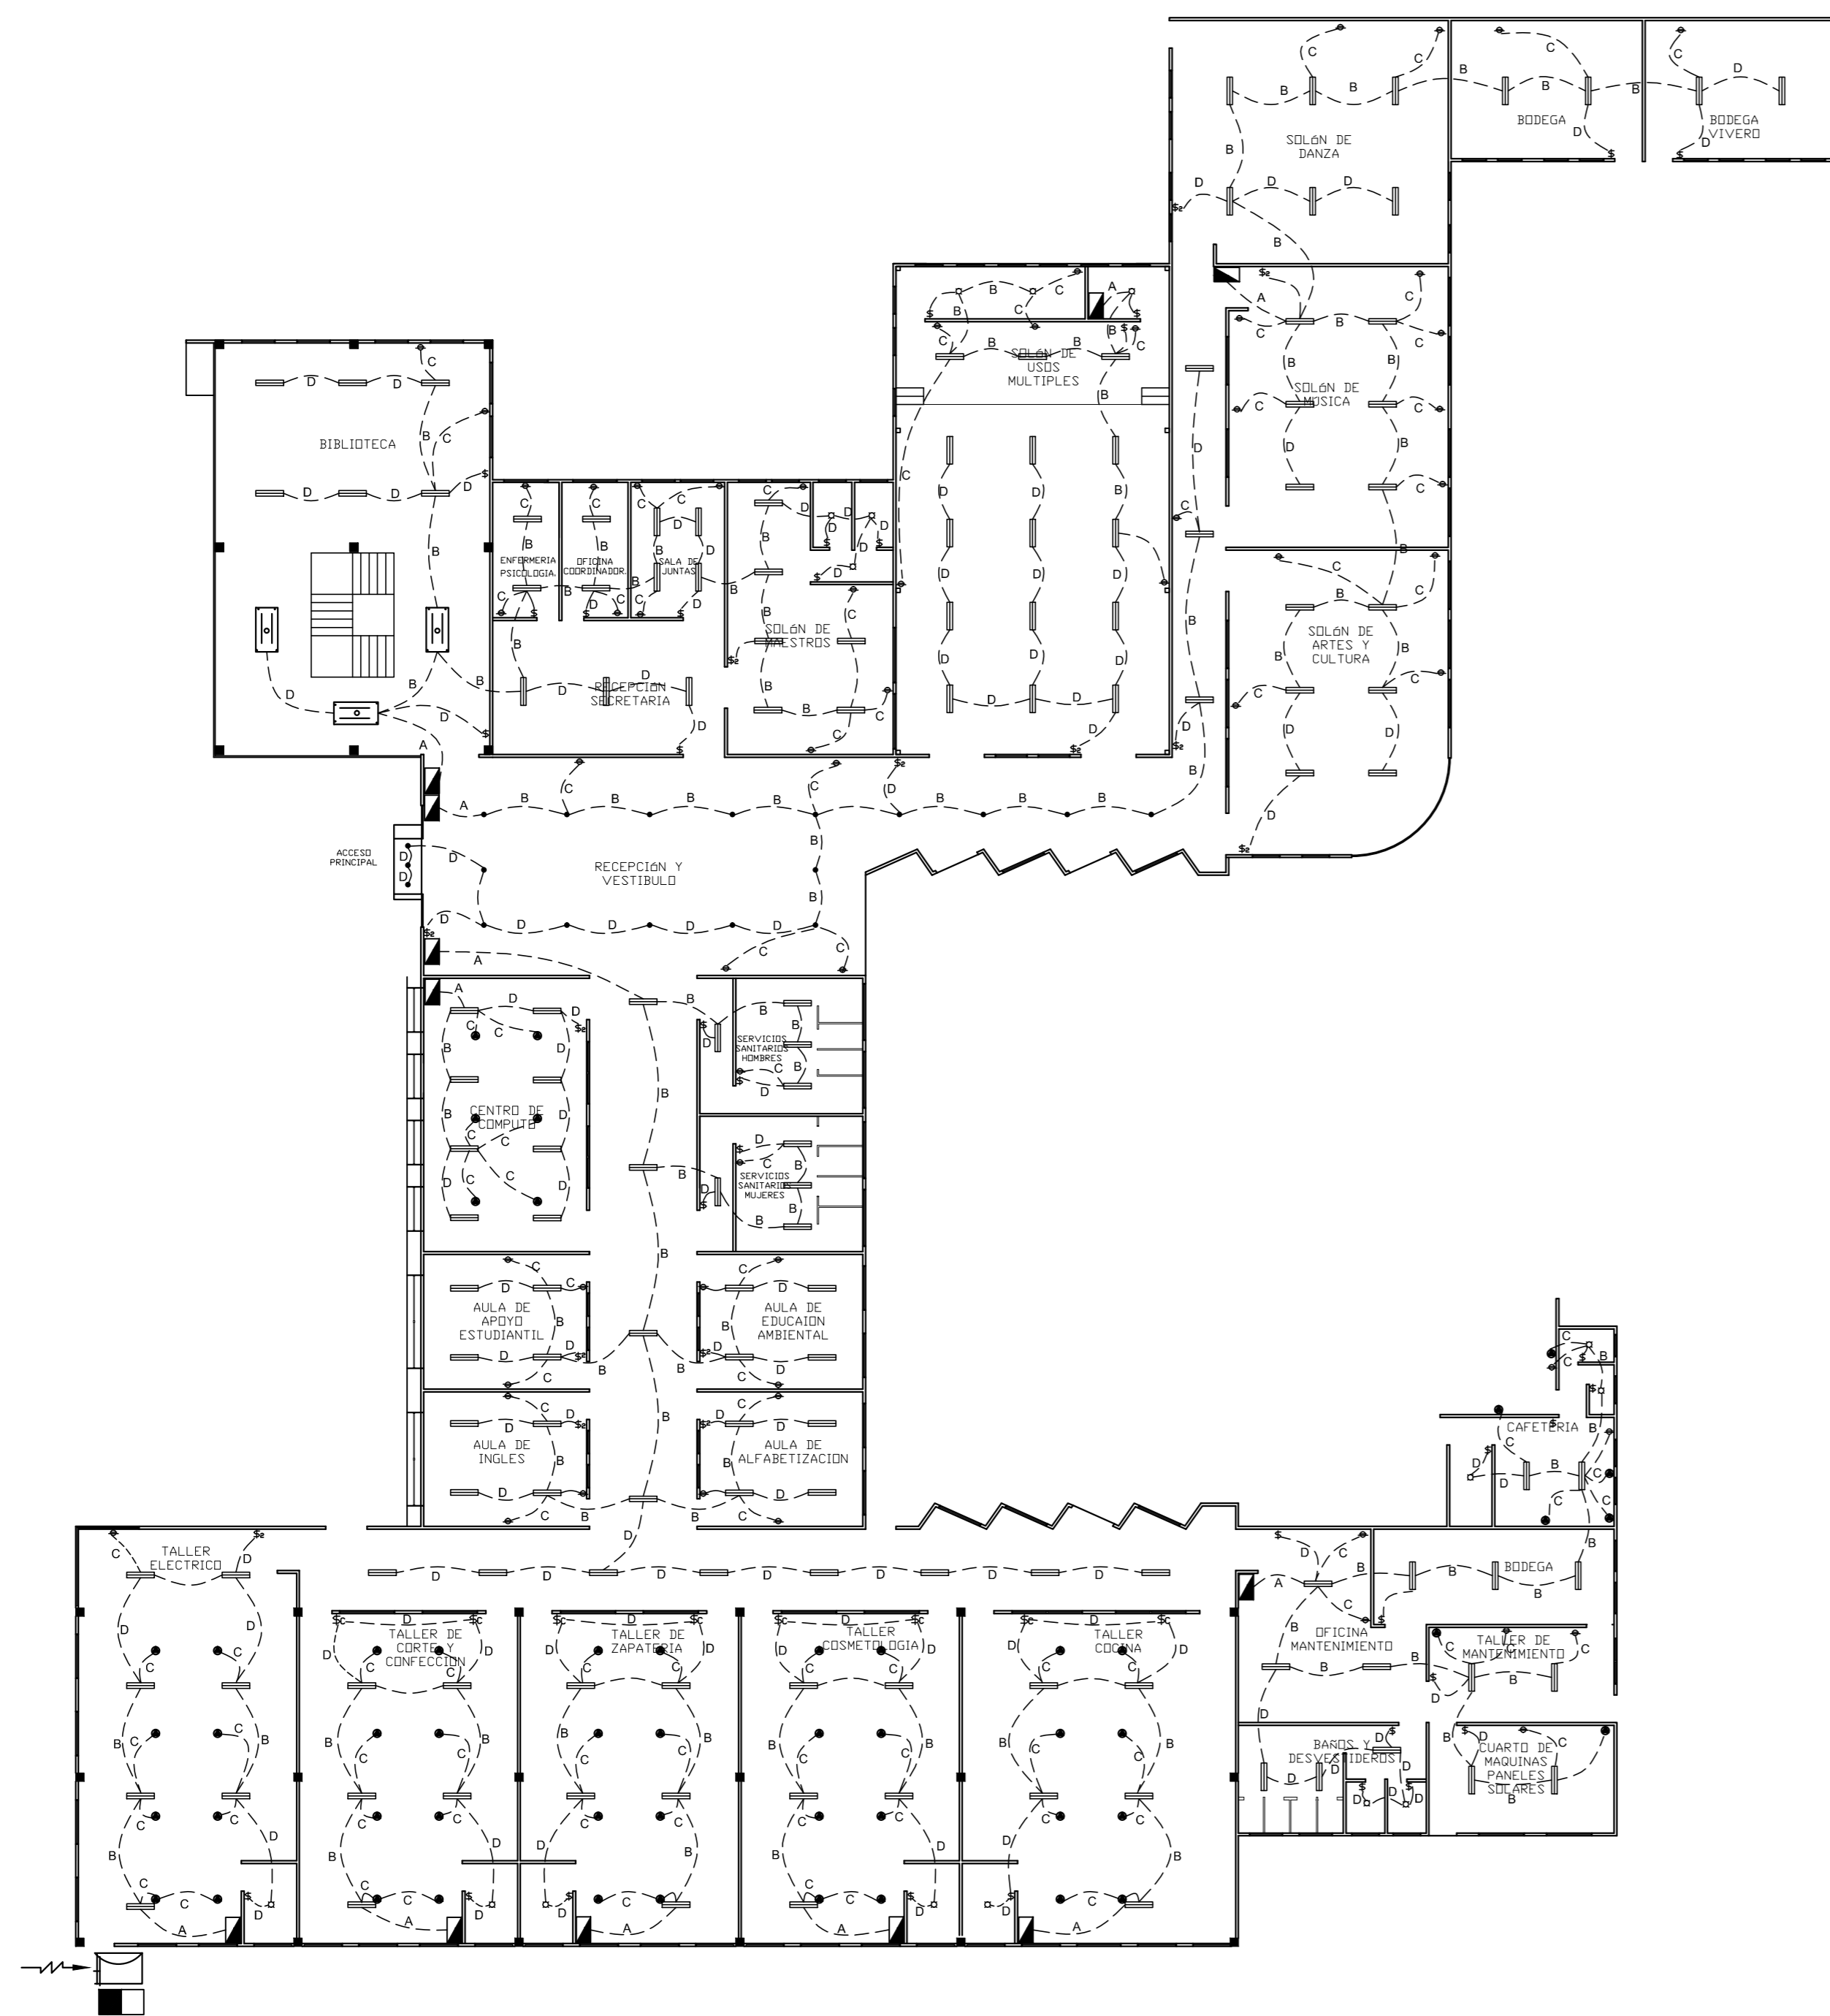 BODEGA
BODEGA
VIVERO
SOLóN DE
DANZA
SOLóN DE
USOS
MULTIPLES
SOLóN DE
MUSICA
BIBLIOTECA
ENFERMERIA
PSICOLOGIA.
OFICINA
COORDINADOR.
SALA DE
JUNTAS
SOLóN DE
MAESTROS
SOLóN DE
ARTES Y
CULTURA
RECEPCIóN
SECRETARIA
ACCESO
PRINCIPAL
RECEPCIóN Y
VESTIBULO
SERVICIOS
SANITARIOS
HOMBRES
CENTRO DE
COMPUTO
SERVICIOS
SANITARIOS
MUJERES
AULA DE
APOYO
ESTUDIANTIL
AULA DE
EDUCAION
AMBIENTAL
AULA DE
INGLES
AULA DE
ALFABETIZACION
CAFETERIA
TALLER
ELECTRICO
BODEGA
TALLER DE
CORTE Y
CONFECCION
TALLER DE
ZAPATERIA
TALLER
COSMETOLOGIA
TALLER
COCINA
OFICINA
MANTENIMIENTO
TALLER DE
MANTENIMIENTO
BAÑOS Y
DESVESTIDEROS
CUARTO DE
MAQUINAS
PANELES
SOLARES